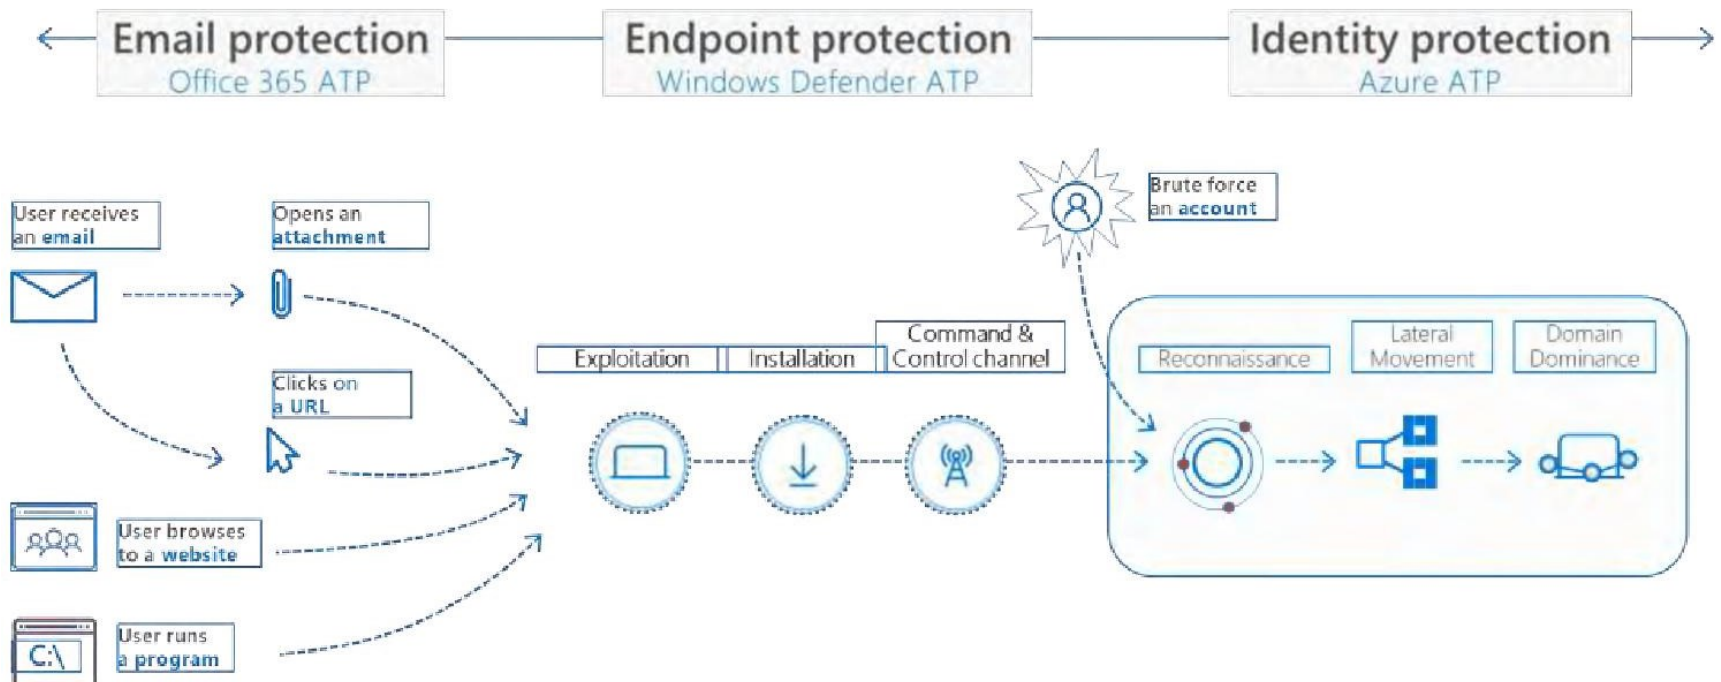 Email protection
Office 365 ATP
Endpoint protection
Windows Defender ATP
Identity protection
Azure ATP
Brute force
an account
User receives
an email
Opens an
attachment
Clicks on
a URL
Exploitation
Installation
Command &
Control channel
Reconnaissance
Lateral
Movement
Domain
Dominance
User browses
to a website
C:\
User runs
a program